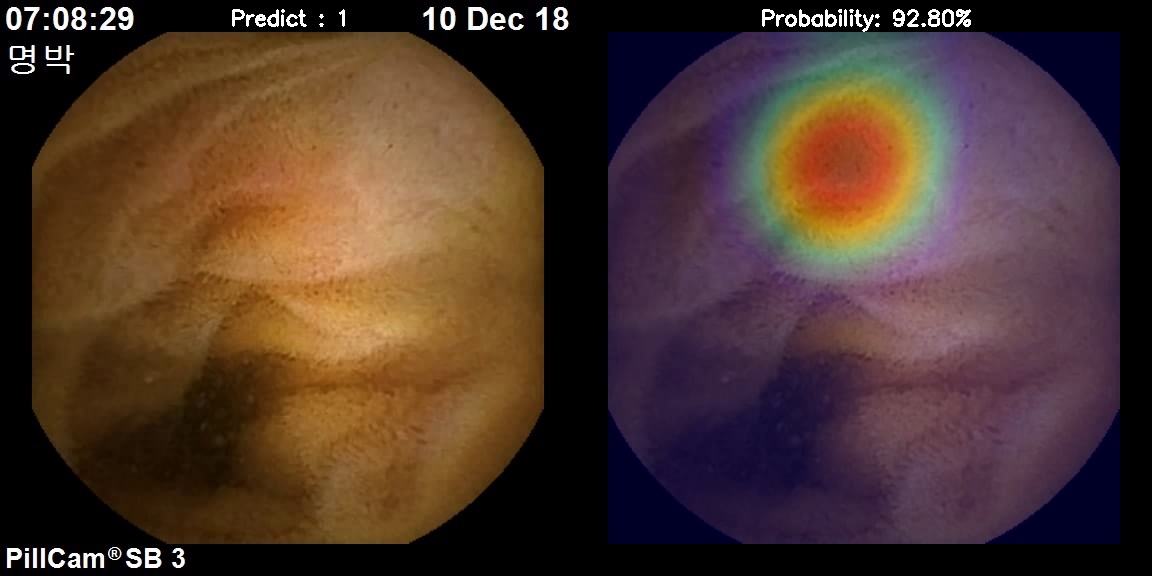 07:08:29
Predict : 1
10 Dec 18
Probability: 92.80%
명박
PillCam® SB 3